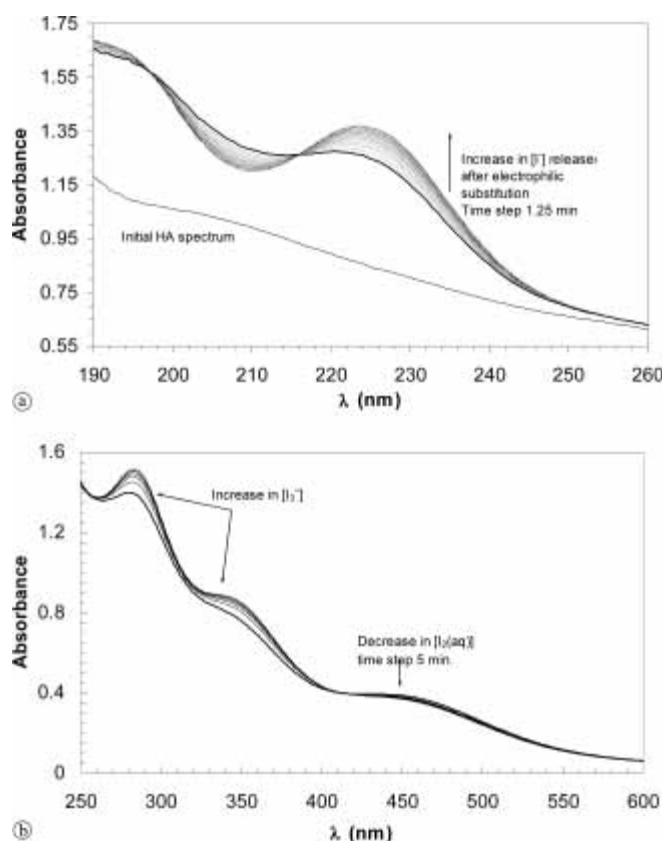 1.75
1.55
1.35
1.15
0.95
0.75
0.55
Absorbance
Increase in [I⁻] release
after electrophilic
substitution
Time step 1.25 min
Initial HA spectrum
190 200 210 220 230 240 250 260
λ (nm)
a
1.6
1.2
0.8
0.4
0
Absorbance
Increase in [I₃⁻]
Decrease in [I₂(aq)]
time step 5 min.
250 300 350 400 450 500 550 600
λ (nm)
b